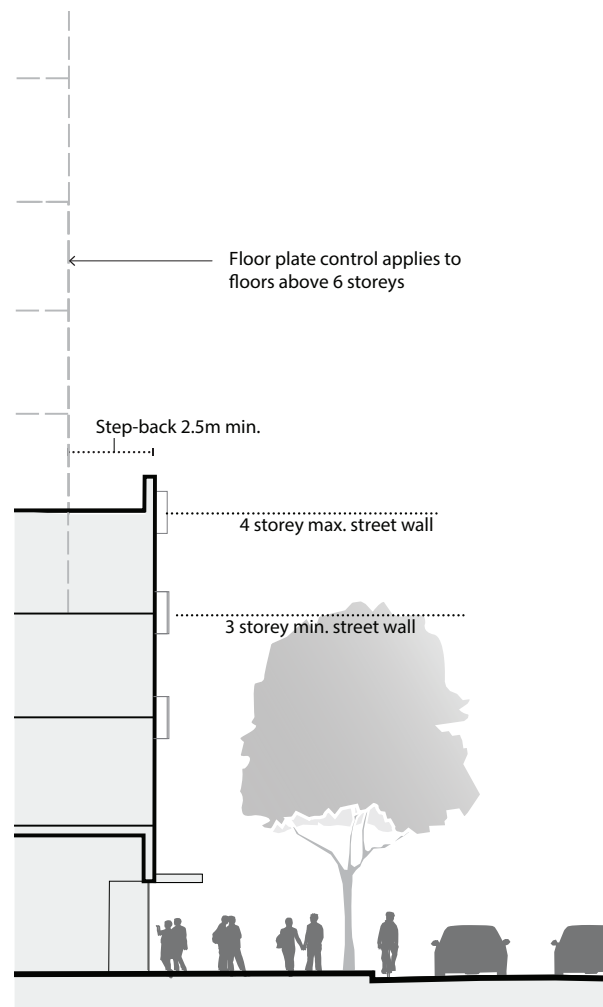 Floor plate control applies to
floors above 6 storeys
Step-back 2.5m min.
4 storey max. street wall
3 storey min. street wall